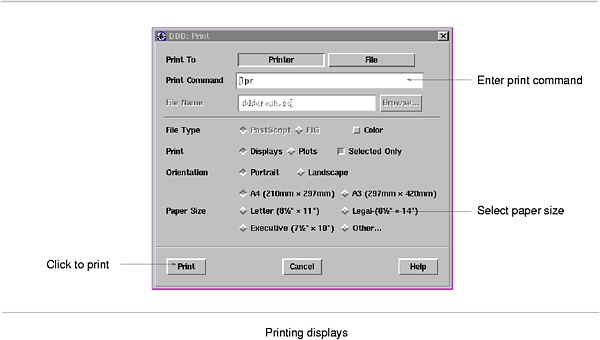 DDD: Print
Print To Printer File
Print Command lpr Enter print command
File Name dddgraph.ps Browse...
File Type PostScript FIG Color
Print Displays Plots Selected Only
Orientation Portrait Landscape
A4 (210mm × 297mm) A3 (297mm × 420mm)
Paper Size Letter (8½" × 11") Legal (8½" × 14") Select paper size
Executive (7½" × 10") Other...
Click to print Print Cancel Help
Printing displays